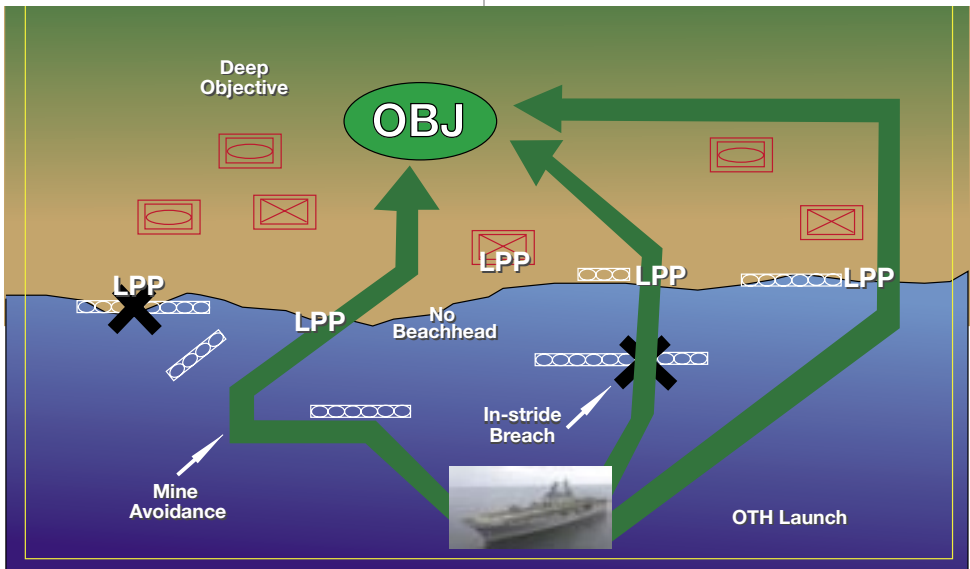 Deep
Objective
OBJ
LPP
LPP
LPP
LPP
LPP
No
Beachhead
In-stride
Breach
Mine
Avoidance
OTH Launch